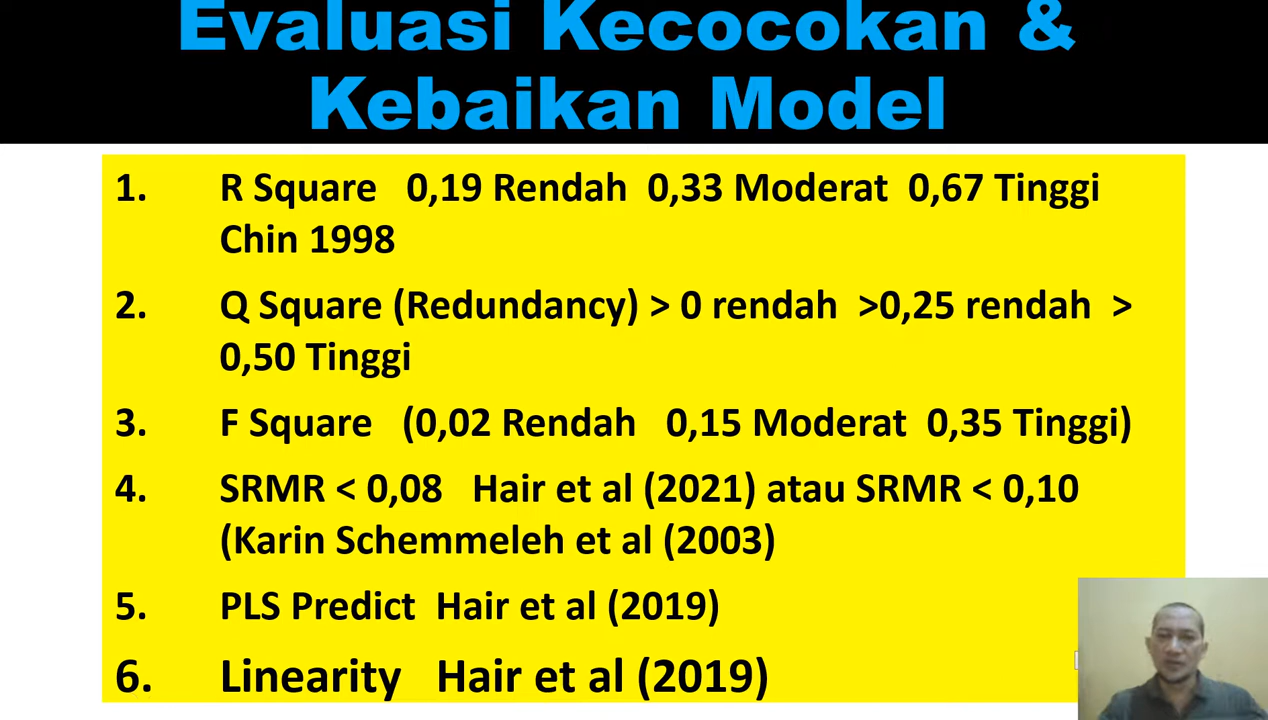 Evaluasi Kecocokan &
Kebaikan Model
1. R Square 0,19 Rendah 0,33 Moderat 0,67 Tinggi
Chin 1998
2. Q Square (Redundancy) > 0 rendah >0,25 rendah >
0,50 Tinggi
3. F Square (0,02 Rendah 0,15 Moderat 0,35 Tinggi)
4. SRMR < 0,08 Hair et al (2021) atau SRMR < 0,10
(Karin Schemmeleh et al (2003)
5. PLS Predict Hair et al (2019)
6. Linearity Hair et al (2019)